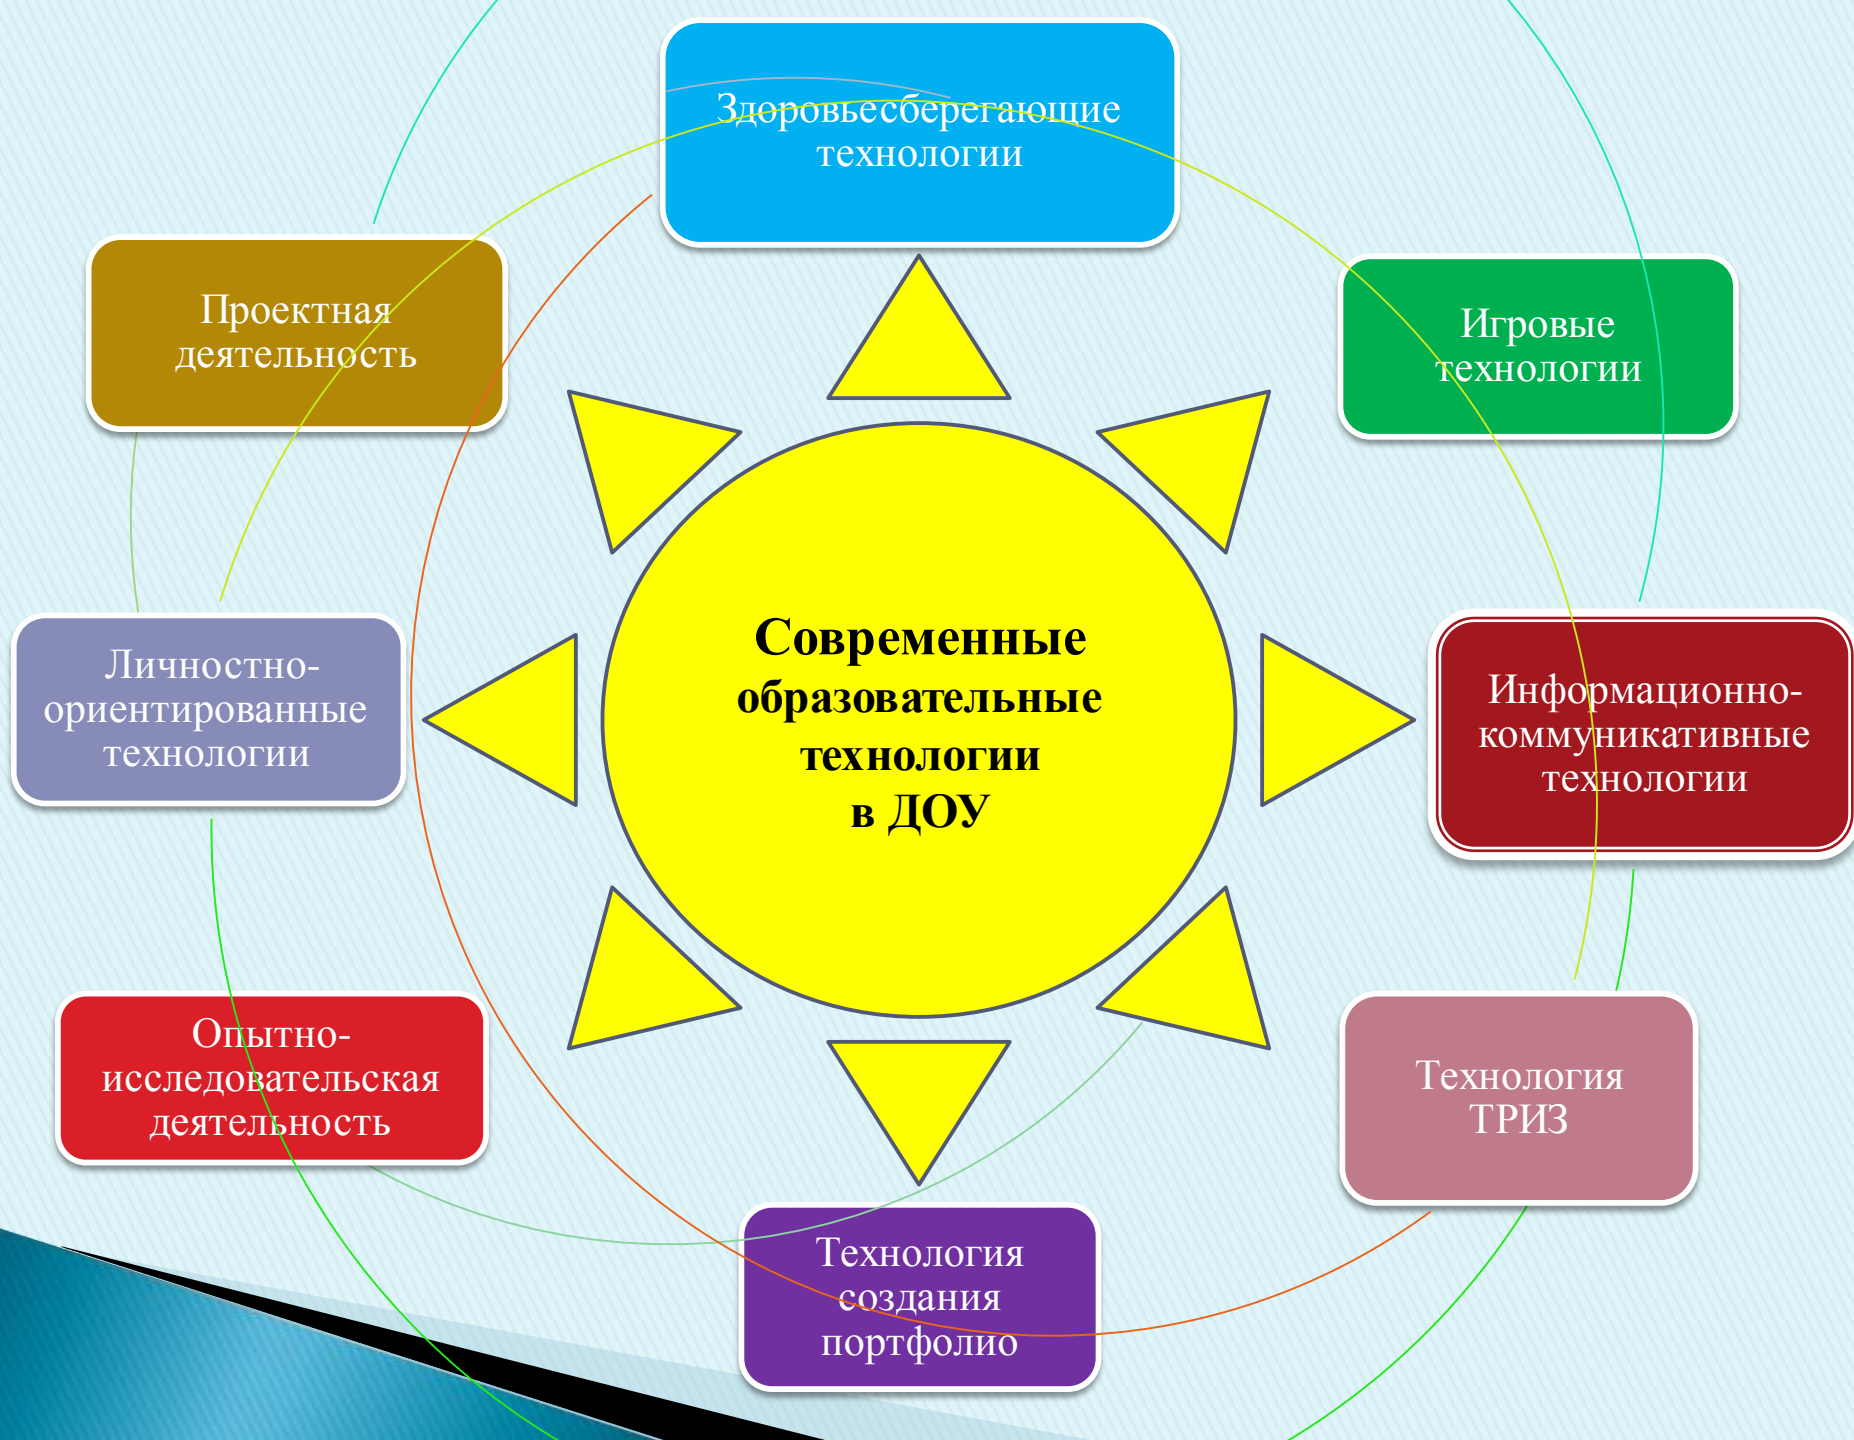 Здоровьесберегающие
технологии
Проектная
деятельность
Игровые
технологии
Личностно-
ориентированные
технологии
Современные
образовательные
технологии
в ДОУ
Информационно-
коммуникативные
технологии
Опытно-
исследовательская
деятельность
Технология
ТРИЗ
Технология
создания
портфолио